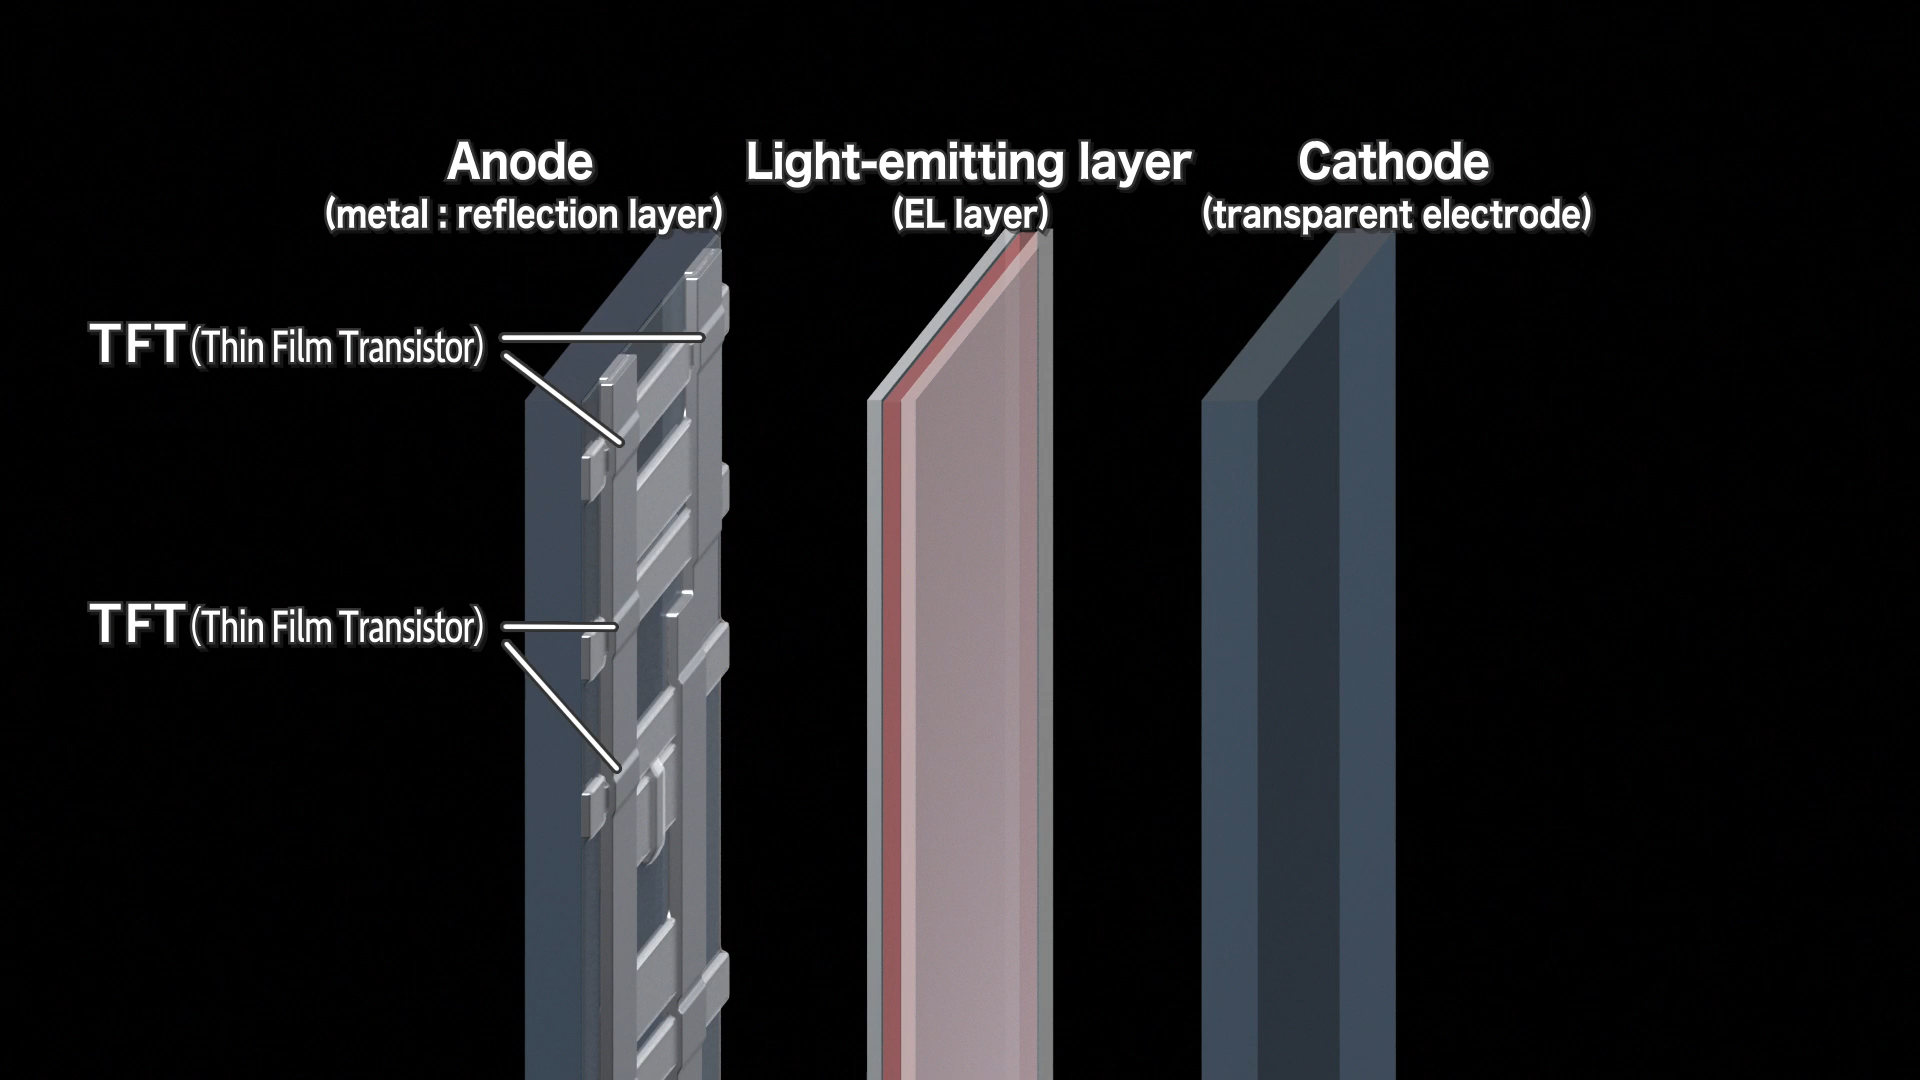 Anode
(metal : reflection layer)
Light-emitting layer
(EL layer)
Cathode
(transparent electrode)
TFT (Thin Film Transistor)
TFT (Thin Film Transistor)